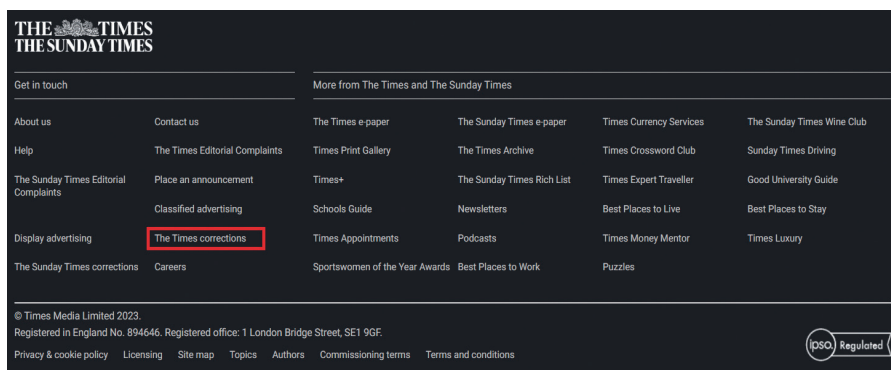 THE TIMES
THE SUNDAY TIMES
Get in touch
More from The Times and The Sunday Times
About us
Contus us
The Times e-paper
The Sunday Times e-paper
Times Currency Services
The Sunday Times Wine Club
Help
The Times Editorial Complaints
Times Print Gallery
The Times Archive
Times Crossword Club
Sunday Times Driving
The Sunday Times Editorial
Complaints
Place an announcement
Times+
The Sunday Times Rich List
Times Expert Traveller
Good University Guide
Classified advertising
Schools Guide
Newsletters
Best Places to Live
Best Places to Stay
Display advertising
The Times corrections
Times Appointments
Podcasts
Times Money Mentor
Times Luxury
The Sunday Times corrections
Careers
Sportswomen of the Year Awards
Best Places to Work
Puzzles
© Times Media Limited 2023.
Registered in England No. 894646. Registered office: 1 London Bridge Street, SE1 9GF.
Privacy & cookie policy Licensing Site map Topics Authors Commissioning terms Terms and conditions
ipso. Regulated